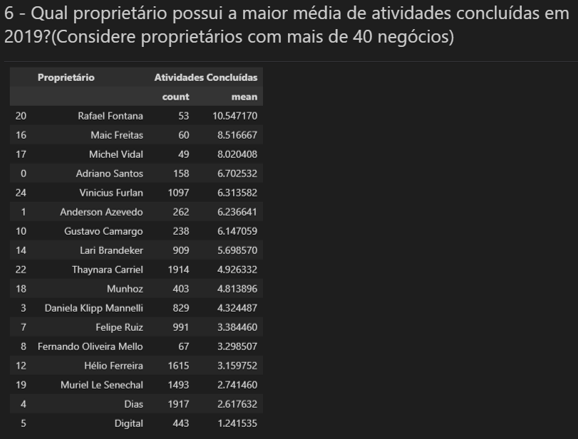 6 - Qual proprietário possui a maior média de atividades concluídas em
2019?(Considere proprietários com mais de 40 negócios)
Proprietário Atividades Concluídas
count mean
20 Rafael Fontana 53 10.547170
16 Maic Freitas 60 8.516667
17 Michel Vidal 49 8.020408
0 Adriano Santos 158 6.702532
24 Vinicius Furlan 1097 6.313582
1 Anderson Azevedo 262 6.236641
10 Gustavo Camargo 238 6.147059
14 Lari Brandeker 909 5.698570
22 Thaynara Carriel 1914 4.926332
18 Munhoz 403 4.813896
3 Daniela Klipp Mannelli 829 4.324487
7 Felipe Ruiz 991 3.384460
8 Fernando Oliveira Mello 67 3.298507
12 Hélio Ferreira 1615 3.159752
19 Muriel Le Senechal 1493 2.741460
4 Dias 1917 2.617632
5 Digital 443 1.241535